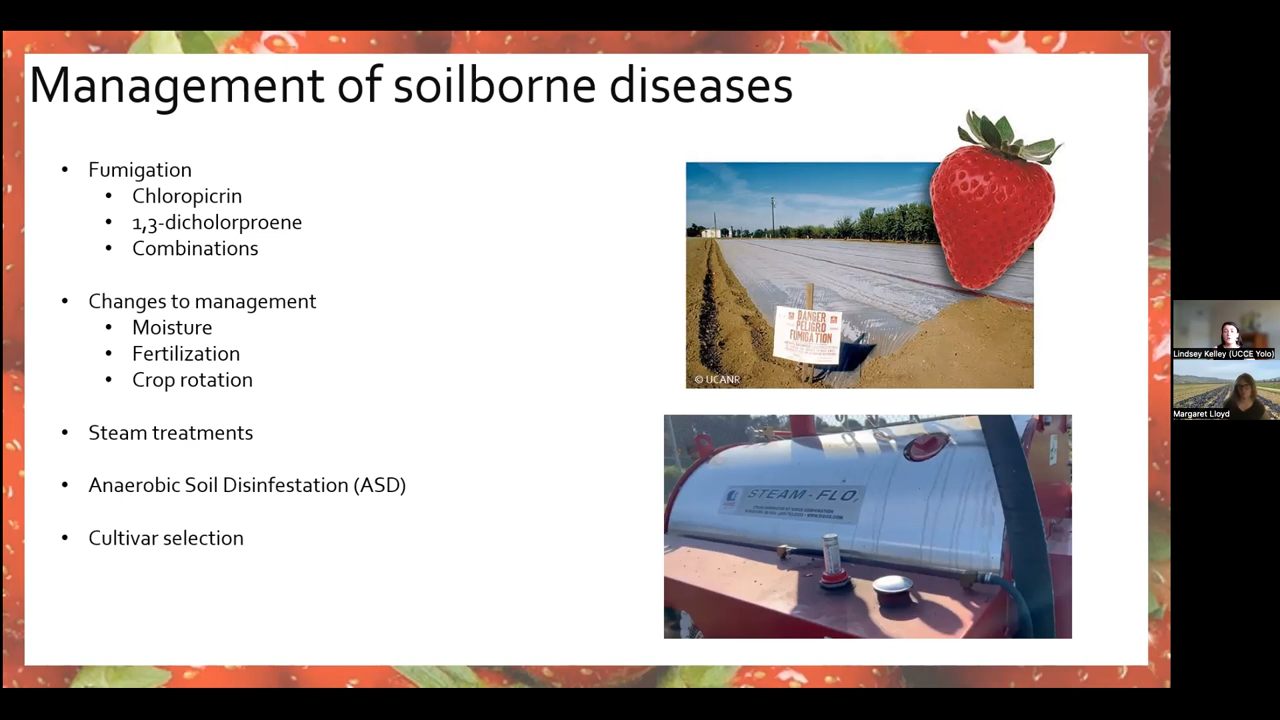 Management of soilborne diseases
• Fumigation
• Chloropicrin
• 1,3-dicholorproene
• Combinations
• Changes to management
• Moisture
• Fertilization
• Crop rotation
• Steam treatments
• Anaerobic Soil Disinfestation (ASD)
• Cultivar selection
DANGER
PELIGRO
FUMIGATION
© UCANR
STEAM-FLO
Lindsey Kelley (UCCE Yolo)
Margaret Lloyd